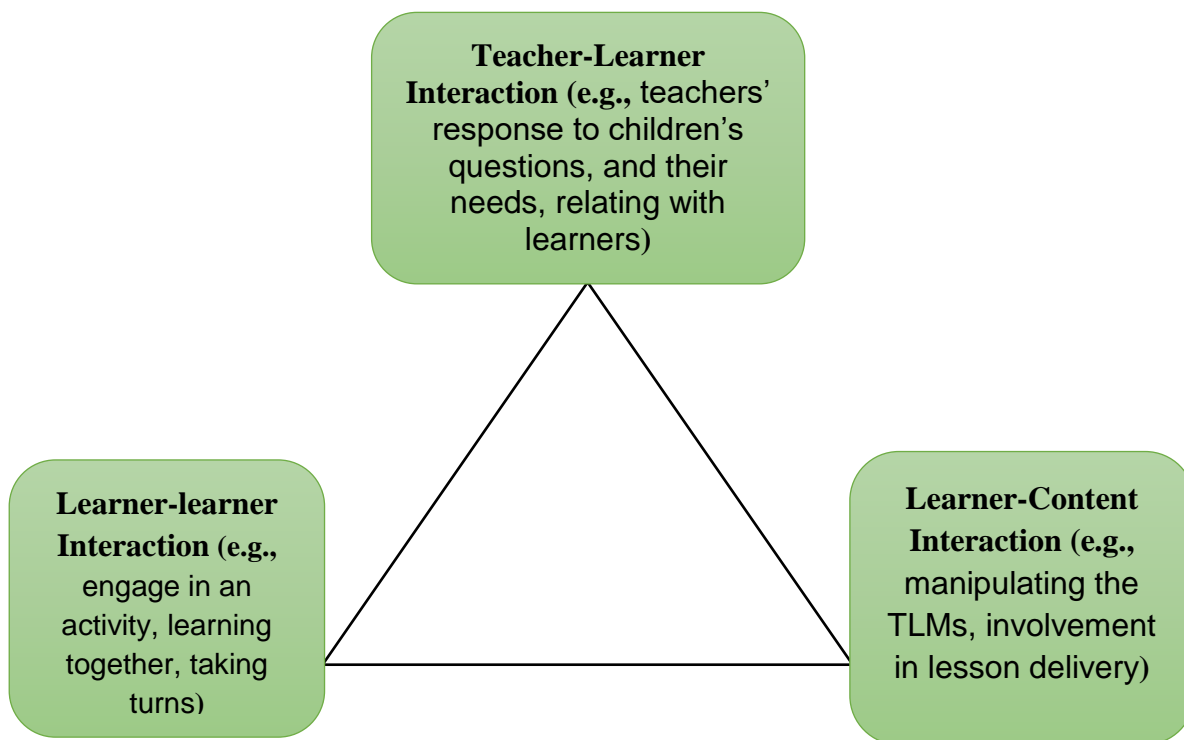 Teacher-Learner
Interaction (e.g., teachers’
response to children’s
questions, and their
needs, relating with
learners)
Learner-learner
Interaction (e.g.,
engage in an
activity, learning
together, taking
turns)
Learner-Content
Interaction (e.g.,
manipulating the
TLMs, involvement
in lesson delivery)